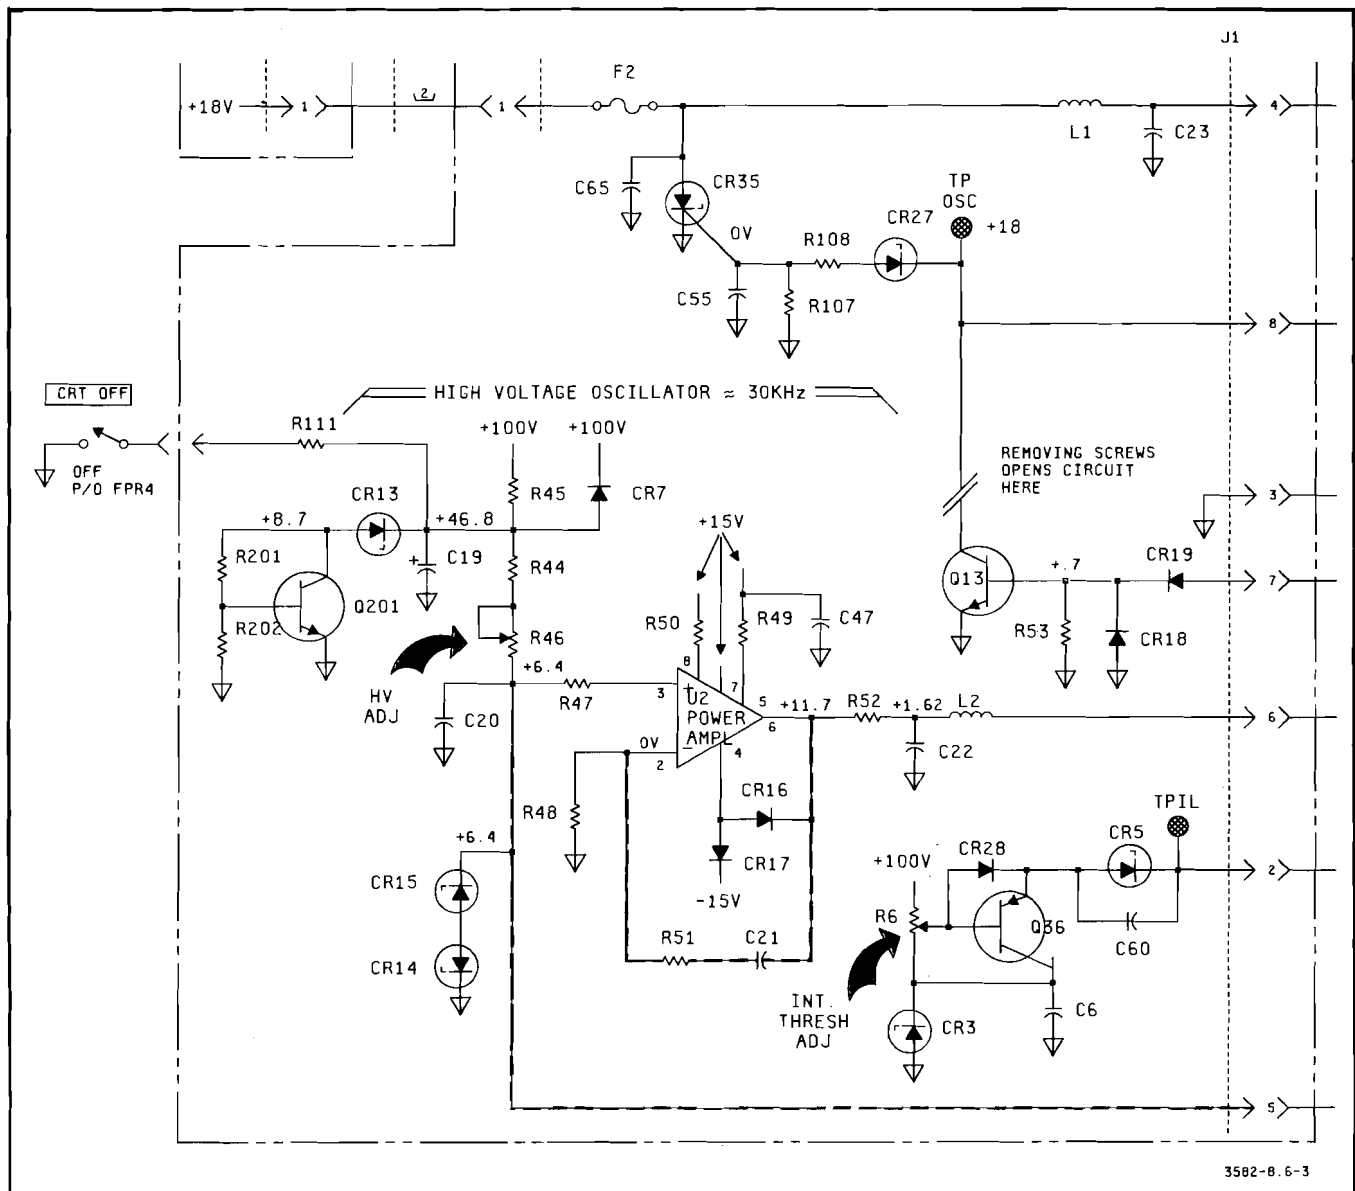 J1
F2
+18V
1
2
1
4
L1
C23
C65
CR35
TP
OSC
+18
CR27
0V
R108
C55
R107
8
CRT OFF
HIGH VOLTAGE OSCILLATOR ≈ 30KHz
R111
+100V
+100V
OFF
P/O FPR4
REMOVING SCREWS
OPENS CIRCUIT
HERE
CR13
R45
CR7
3
+8.7
+46.8
+15V
R201
+
C19
R44
CR19
Q13
+.7
7
Q201
R202
R46
R50
R49
C47
R53
CR18
+6.4
8
HV
ADJ
3
+
U2
7
5
R47
POWER
AMPL
6
+11.7
R52
+1.62
L2
6
C20
0V
2
−
4
C22
R48
CR16
TPIL
+6.4
CR17
+100V
CR28
CR5
2
CR15
-15V
R6
Q36
C60
R51
C21
CR14
INT.
THRESH
ADJ
CR3
C6
5
3582-8.6-3